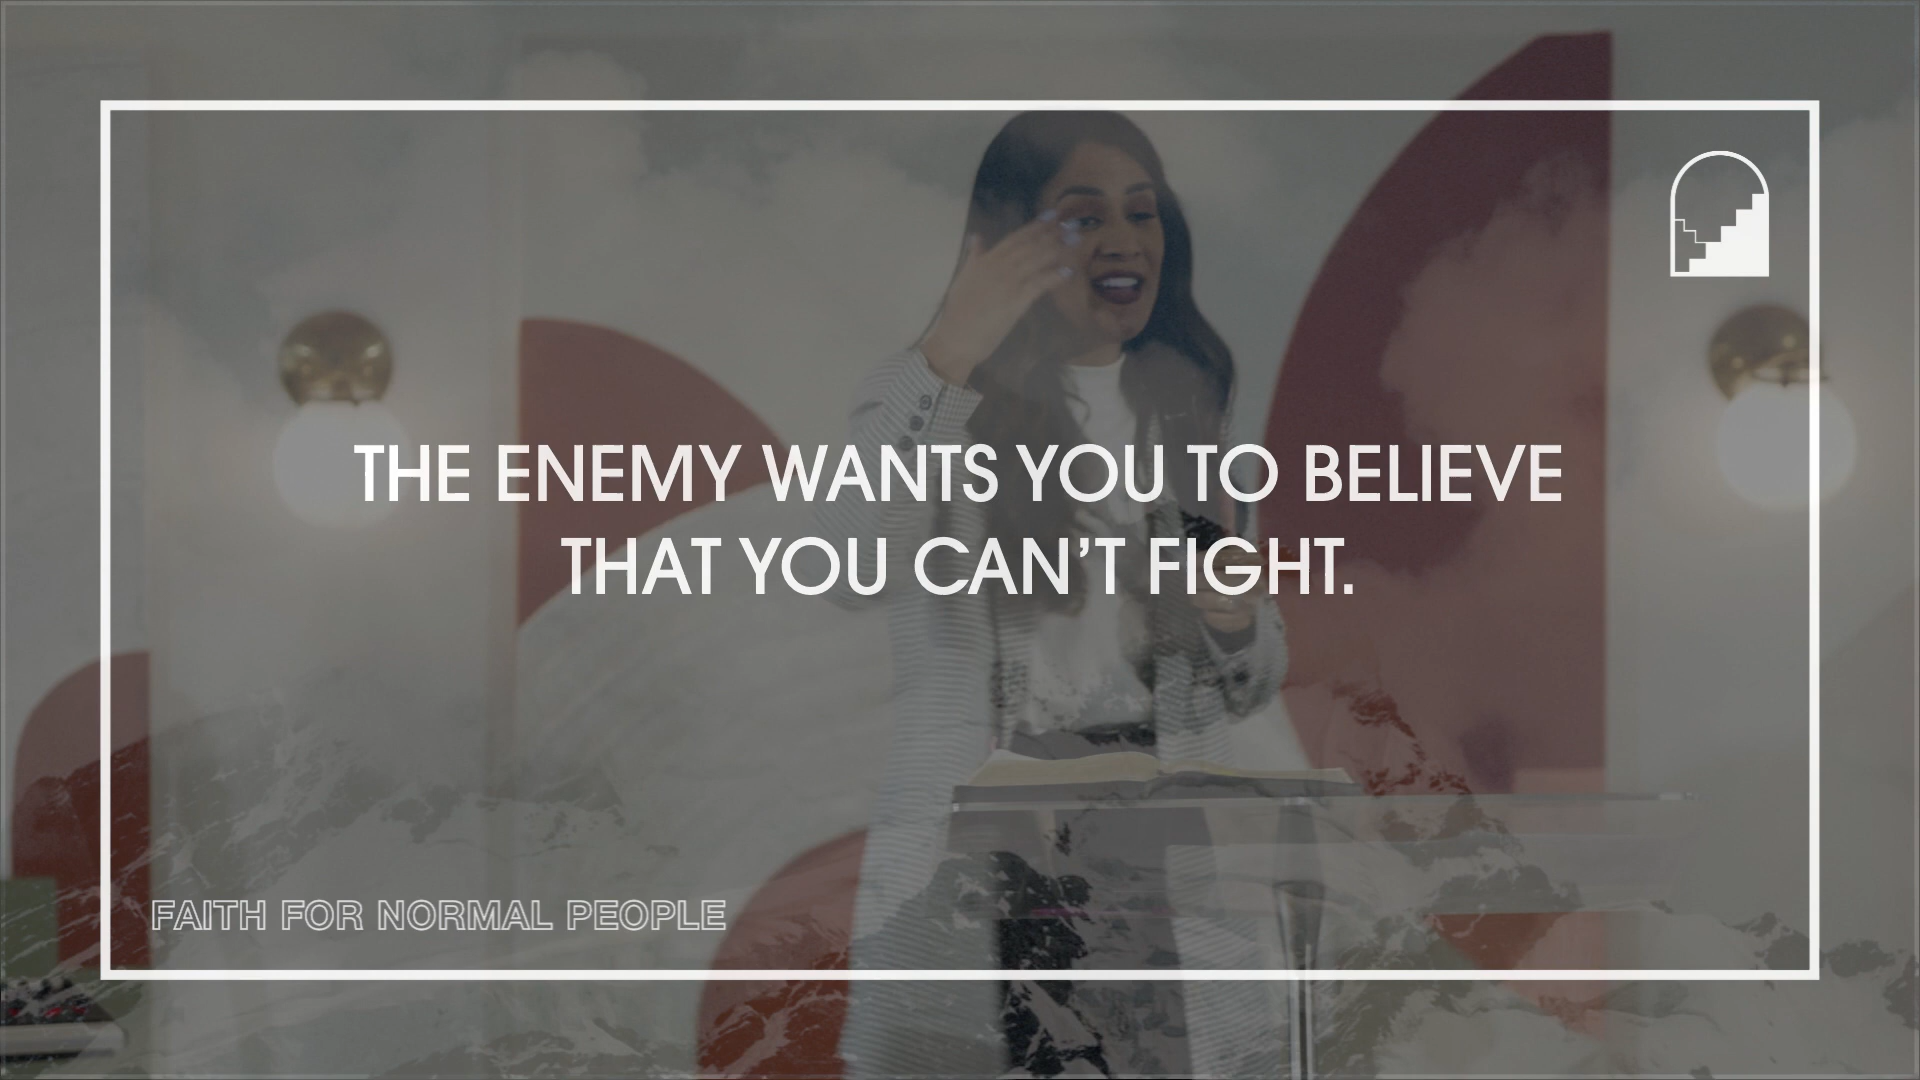 THE ENEMY WANTS YOU TO BELIEVE
THAT YOU CAN’T FIGHT.
FAITH FOR NORMAL PEOPLE